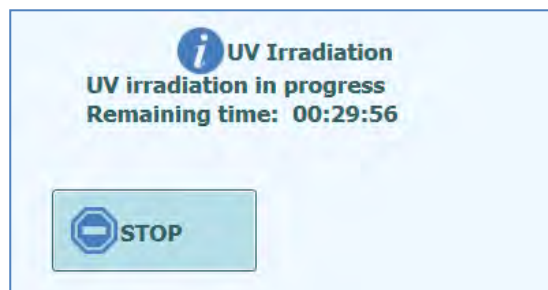 UV Irradiation
UV irradiation in progress
Remaining time: 00:29:56
STOP